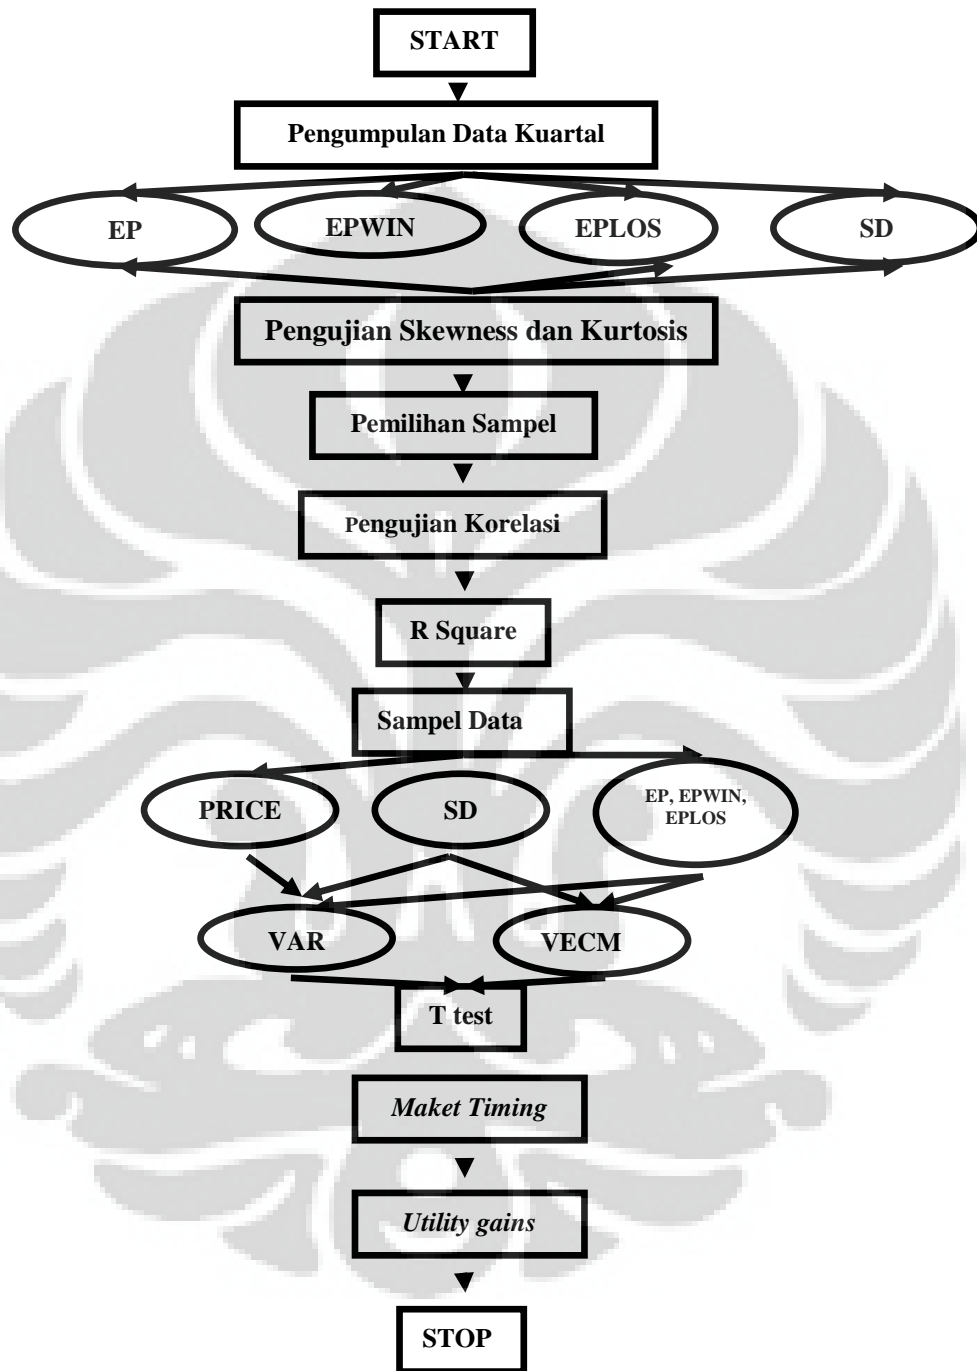 START
Pengumpulan Data Kuartal
EP
EPWIN
EPLOS
SD
Pengujian Skewness dan Kurtosis
Pemilihan Sampel
Pengujian Korelasi
R Square
Sampel Data
PRICE
SD
EP, EPWIN,
EPLOS
VAR
VECM
T test
Maket Timing
Utility gains
STOP